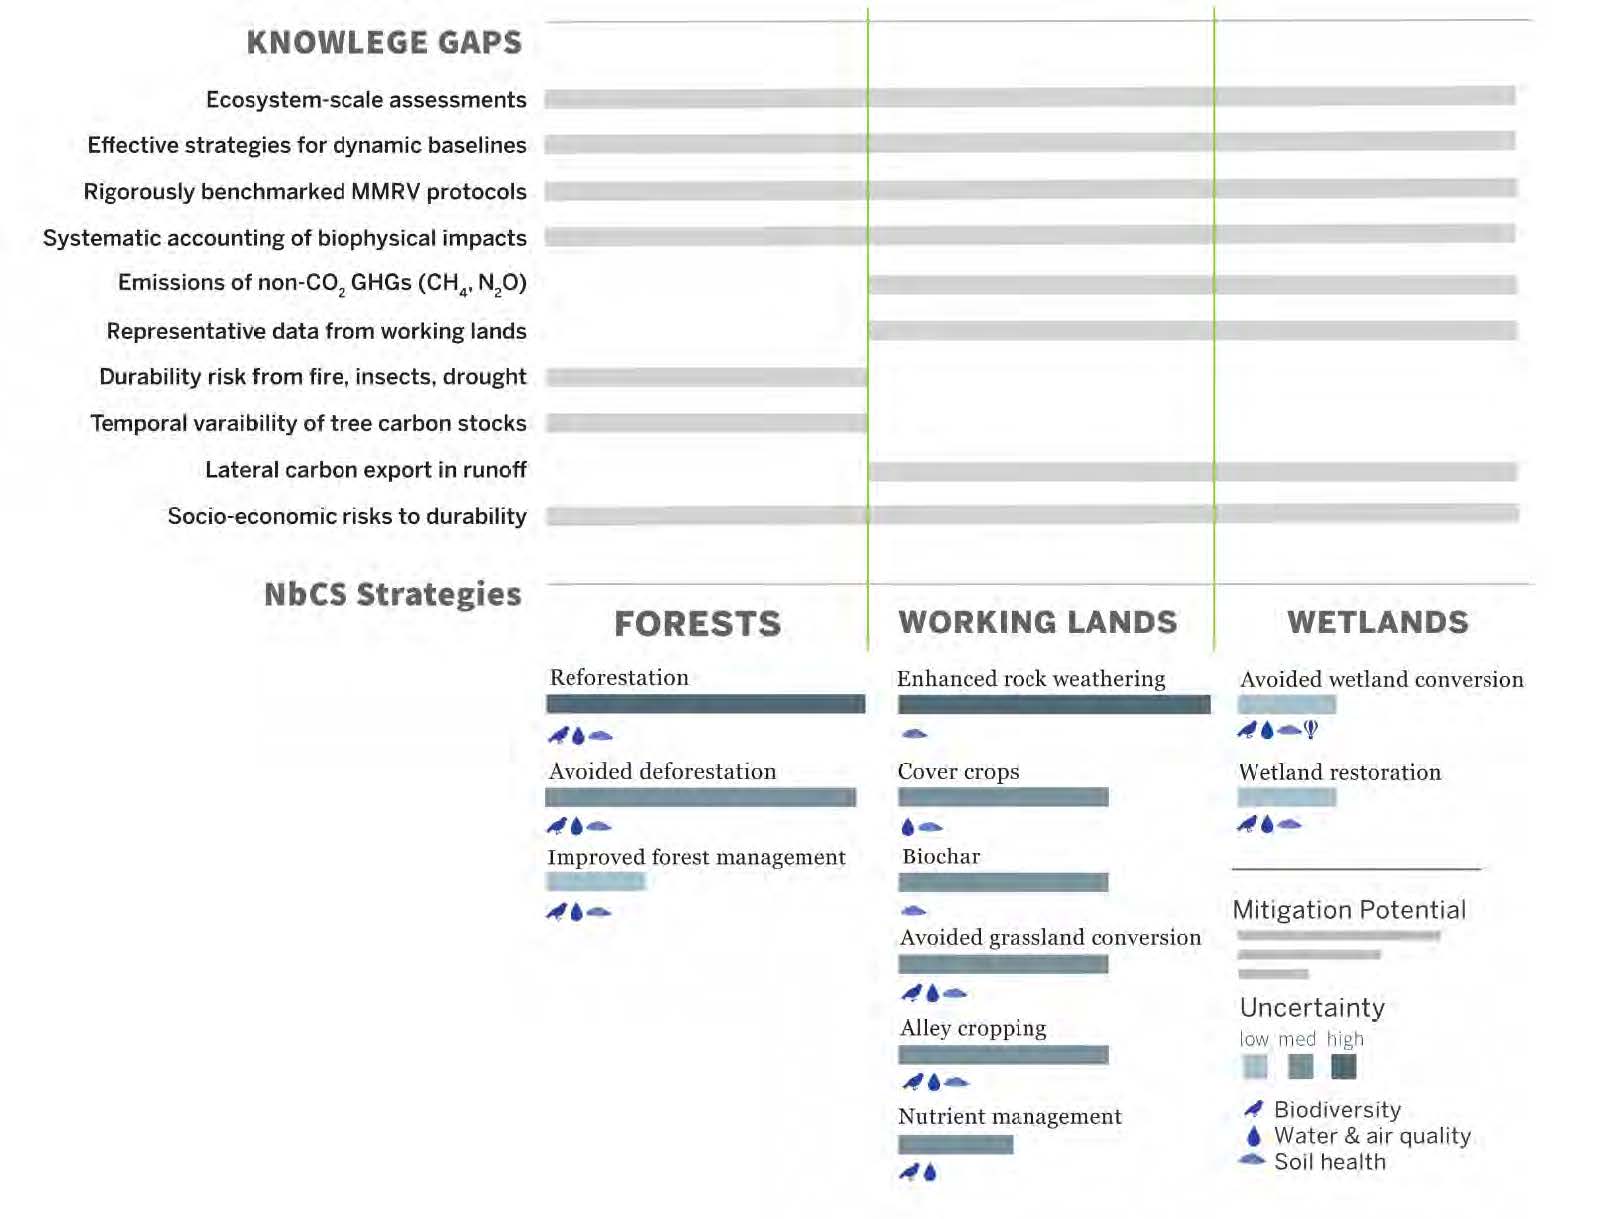 KNOWLEGE GAPS
Ecosystem-scale assessments
Effective strategies for dynamic baselines
Rigorously benchmarked MMRV protocols
Systematic accounting of biophysical impacts
Emissions of non-CO₂ GHGs (CH₄, N₂O)
Representative data from working lands
Durability risk from fire, insects, drought
Temporal varaibility of tree carbon stocks
Lateral carbon export in runoff
Socio-economic risks to durability
NbCS Strategies
FORESTS
Reforestation
Avoided deforestation
Improved forest management
WORKING LANDS
Enhanced rock weathering
Cover crops
Biochar
Avoided grassland conversion
Alley cropping
Nutrient management
WETLANDS
Avoided wetland conversion
Wetland restoration
Mitigation Potential
Uncertainty
low med high
Biodiversity
Water & air quality
Soil health